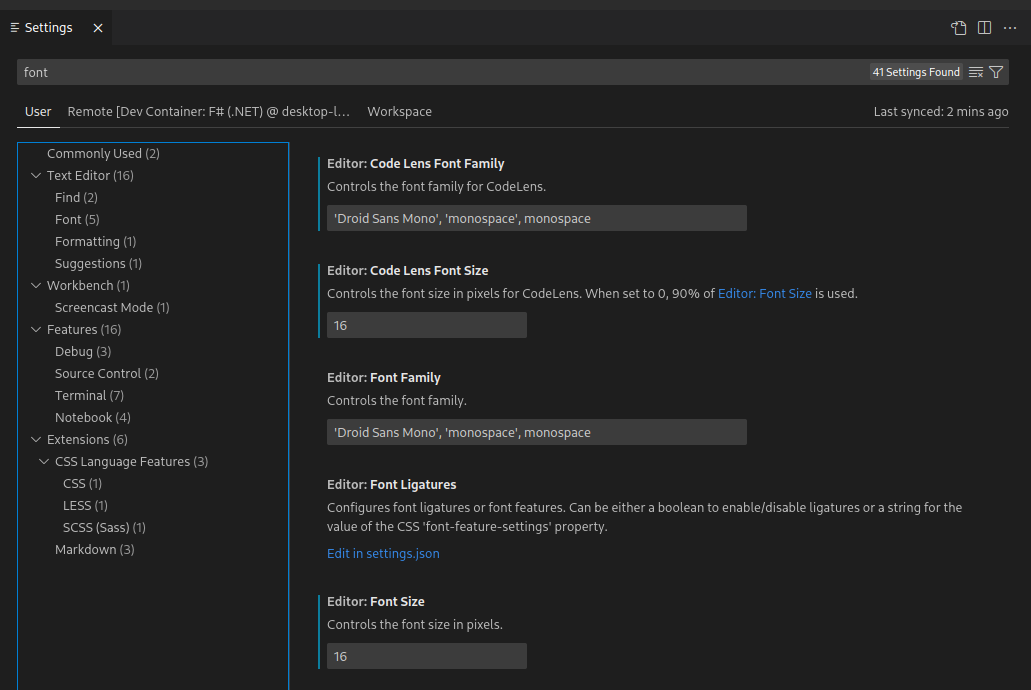 Settings
font
41 Settings Found
User Remote [Dev Container: F# (.NET) @ desktop-l... Workspace Last synced: 2 mins ago
Commonly Used (2)
Text Editor (16)
Find (2)
Font (5)
Formatting (1)
Suggestions (1)
Workbench (1)
Screencast Mode (1)
Features (16)
Debug (3)
Source Control (2)
Terminal (7)
Notebook (4)
Extensions (6)
CSS Language Features (3)
CSS (1)
LESS (1)
SCSS (Sass) (1)
Markdown (3)
Editor: Code Lens Font Family
Controls the font family for CodeLens.
'Droid Sans Mono', 'monospace', monospace
Editor: Code Lens Font Size
Controls the font size in pixels for CodeLens. When set to 0, 90% of Editor: Font Size is used.
16
Editor: Font Family
Controls the font family.
'Droid Sans Mono', 'monospace', monospace
Editor: Font Ligatures
Configures font ligatures or font features. Can be either a boolean to enable/disable ligatures or a string for the
value of the CSS 'font-feature-settings' property.
Edit in settings.json
Editor: Font Size
Controls the font size in pixels.
16